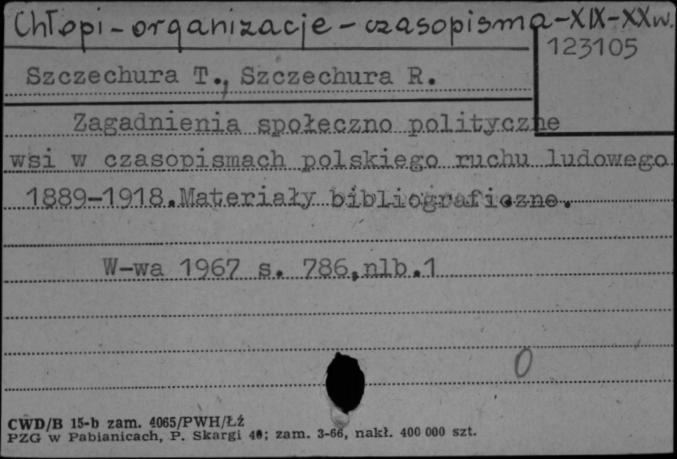 Chłopi-organizacje-czasopisma-XIX-XXw.
123105
Szczechura T., Szczechura R.
Zagadnienia społeczno polityczne
wsi w czasopismach polskiego ruchu ludowego
1889-1918.Materiały bibliograficzne.
W-wa 1967 s. 786,nlb.1
0
CWD/B 15-b zam. 4065/PWH/Łź
PZG w Pabianicach, P. Skargi 40; zam. 3-66, nakł. 400 000 szt.